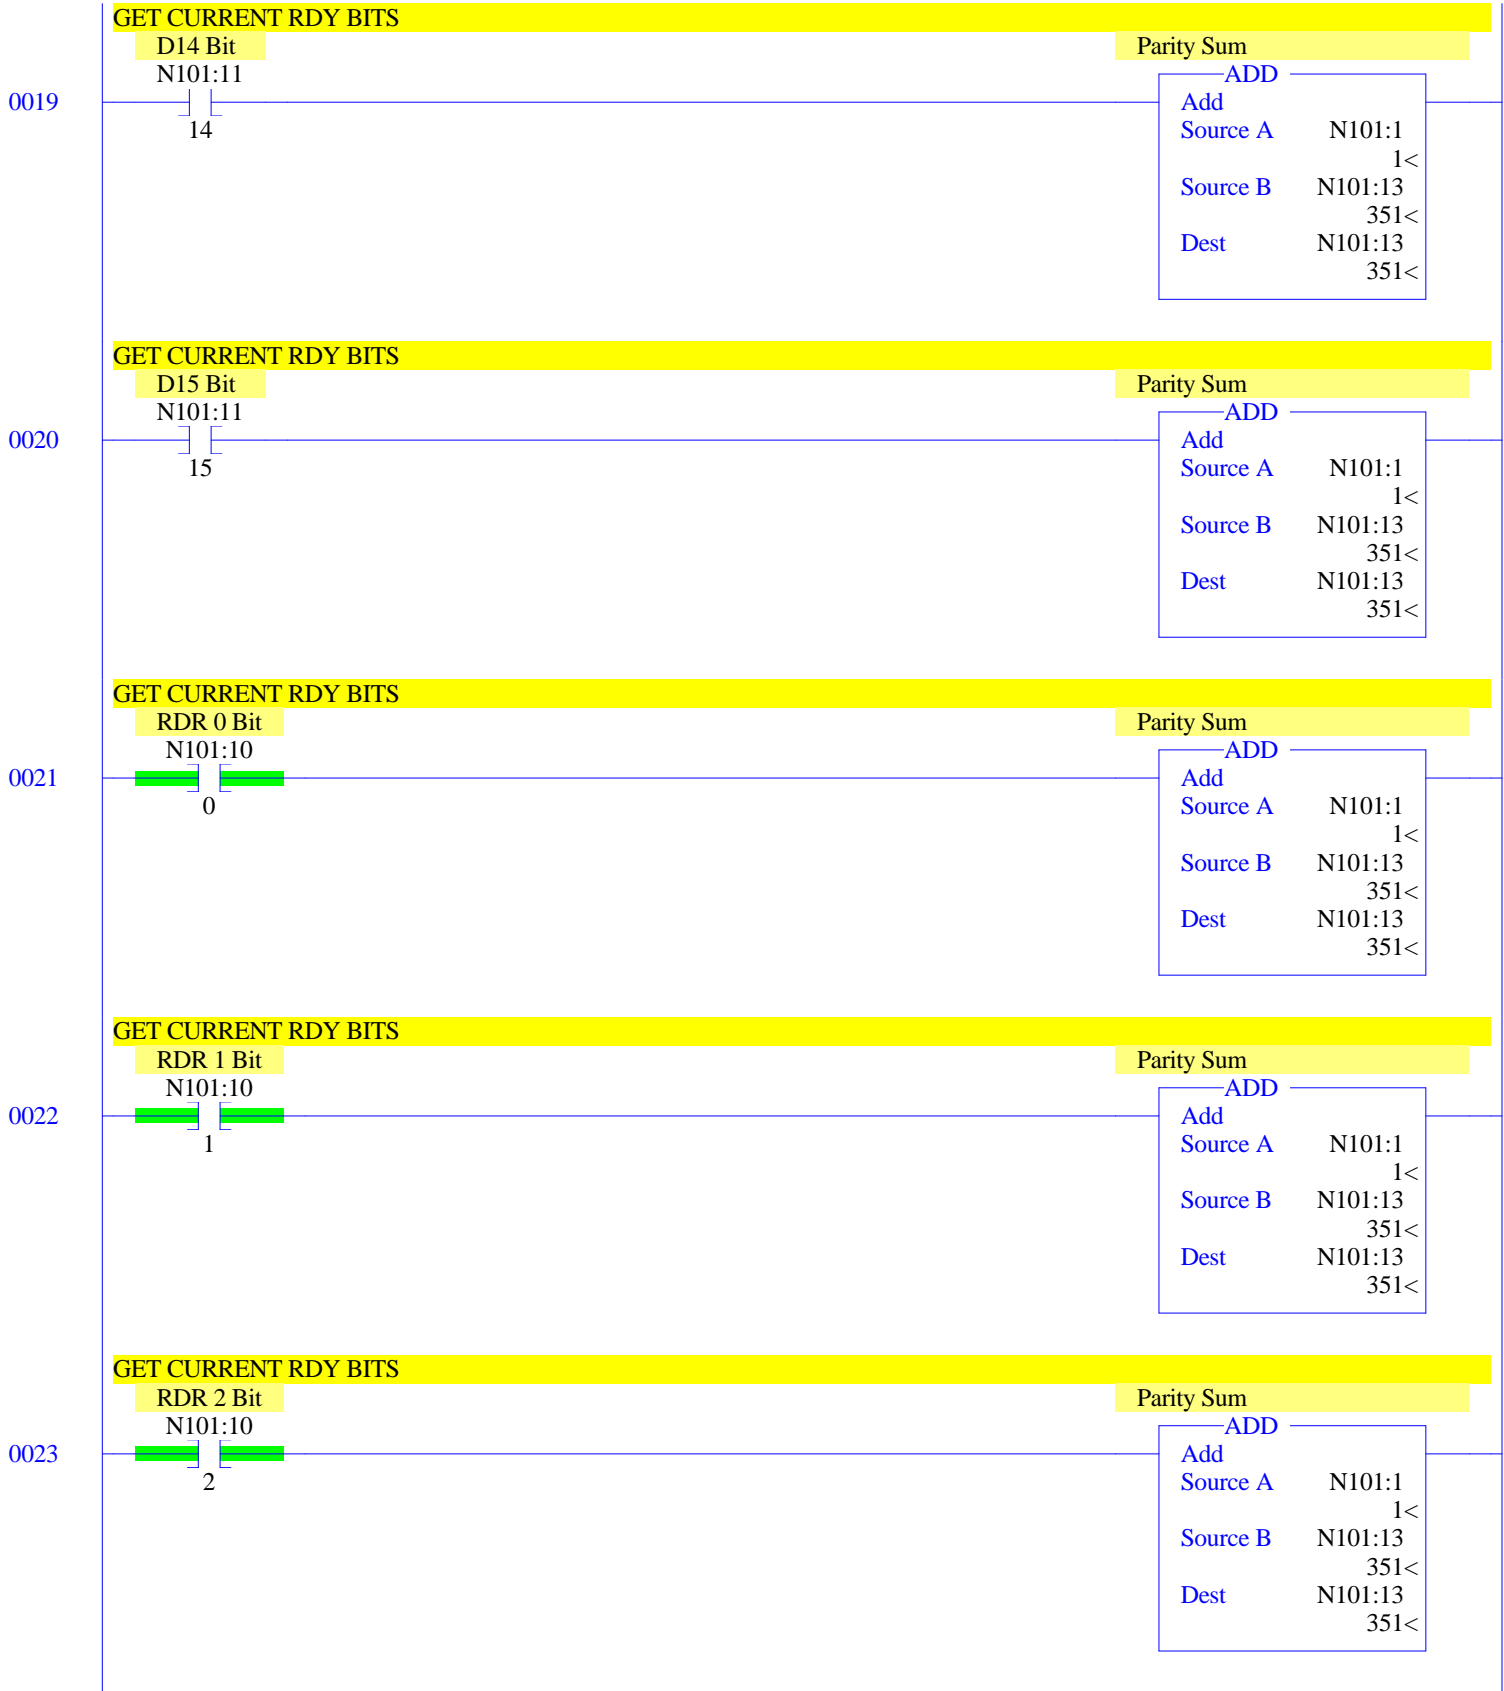 GET CURRENT RDY BITS
D14 Bit
Parity Sum
N101:11
ADD
0019
Add
14
Source A N101:1
1<
Source B N101:13
351<
Dest N101:13
351<
GET CURRENT RDY BITS
D15 Bit
Parity Sum
N101:11
ADD
0020
Add
15
Source A N101:1
1<
Source B N101:13
351<
Dest N101:13
351<
GET CURRENT RDY BITS
RDR 0 Bit
Parity Sum
N101:10
ADD
0021
Add
0
Source A N101:1
1<
Source B N101:13
351<
Dest N101:13
351<
GET CURRENT RDY BITS
RDR 1 Bit
Parity Sum
N101:10
ADD
0022
Add
1
Source A N101:1
1<
Source B N101:13
351<
Dest N101:13
351<
GET CURRENT RDY BITS
RDR 2 Bit
Parity Sum
N101:10
ADD
0023
Add
2
Source A N101:1
1<
Source B N101:13
351<
Dest N101:13
351<